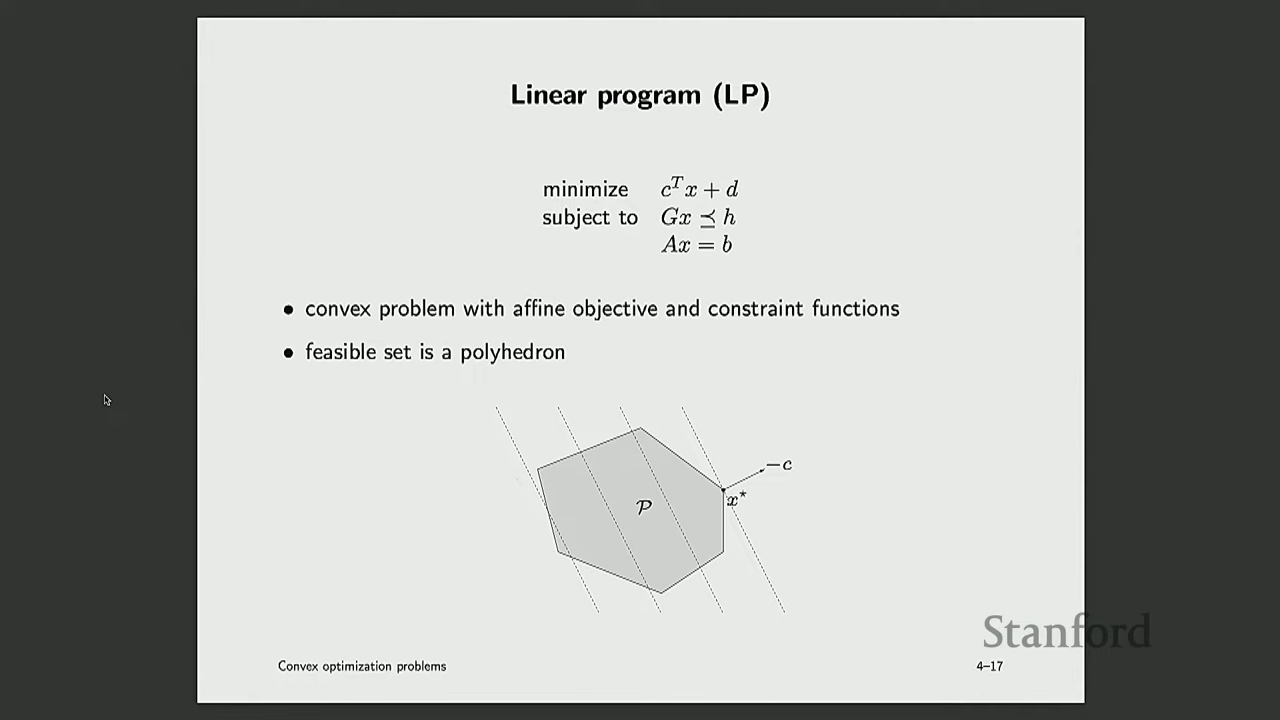 Linear program (LP)
minimize c^T x + d
subject to Gx ⪯ h
Ax = b
• convex problem with affine objective and constraint functions
• feasible set is a polyhedron
−c
x⋆
𝒫
Stanford
Convex optimization problems 4–17